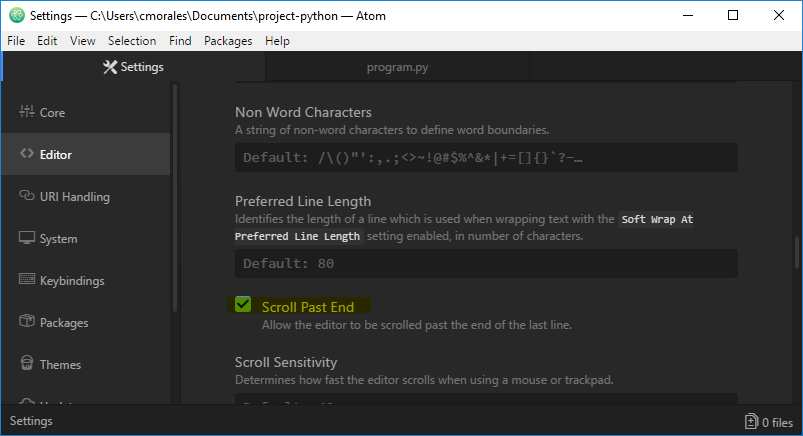 Settings — C:\Users\cmorales\Documents\project-python — Atom
File Edit View Selection Find Packages Help
Settings program.py
Core
Editor
URI Handling
System
Keybindings
Packages
Themes
Non Word Characters
A string of non-word characters to define word boundaries.
Default: /\()"':,.;<>~!@#$%^&*|+=[]{}`?-…
Preferred Line Length
Identifies the length of a line which is used when wrapping text with the Soft Wrap At
Preferred Line Length setting enabled, in number of characters.
Default: 80
Scroll Past End
Allow the editor to be scrolled past the end of the last line.
Scroll Sensitivity
Determines how fast the editor scrolls when using a mouse or trackpad.
Settings 0 files